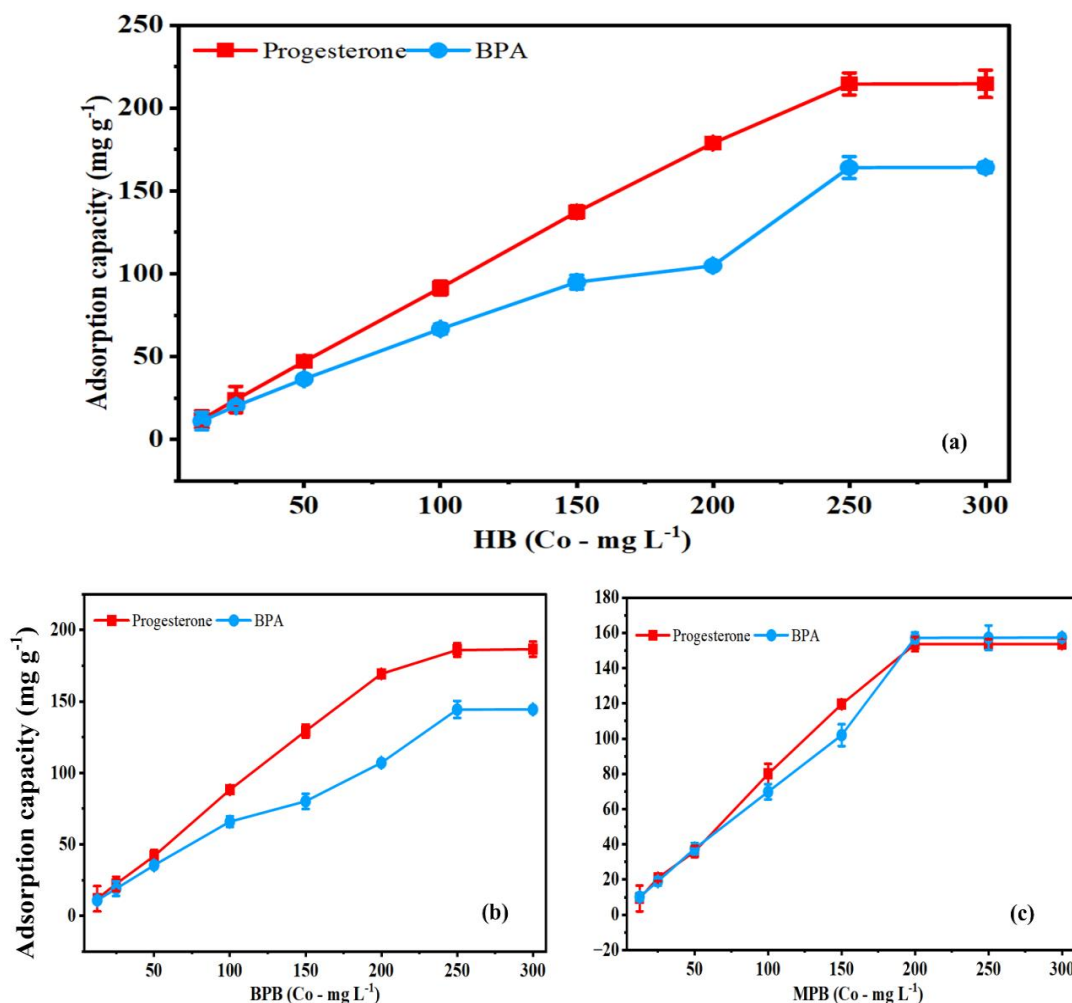 250
Progesterone BPA
200
150
100
50
0
Adsorption capacity (mg g⁻¹)
(a)
50 100 150 200 250 300
HB (Co - mg L⁻¹)
Progesterone BPA
200
150
100
50
0
Adsorption capacity (mg g⁻¹)
(b)
50 100 150 200 250 300
BPB (Co - mg L⁻¹)
180
Progesterone BPA
160
140
120
100
80
60
40
20
0
−20
(c)
50 100 150 200 250 300
MPB (Co - mg L⁻¹)